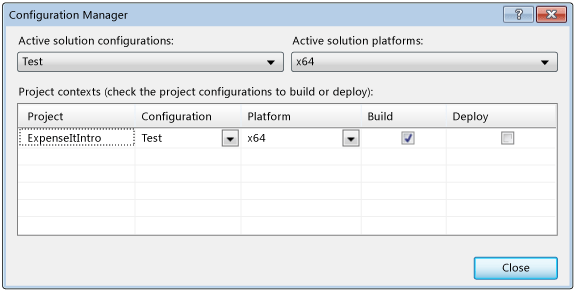 Configuration Manager
Active solution configurations: Active solution platforms:
Test x64
Project contexts (check the project configurations to build or deploy):
Project Configuration Platform Build Deploy
ExpenseItIntro Test x64
Close